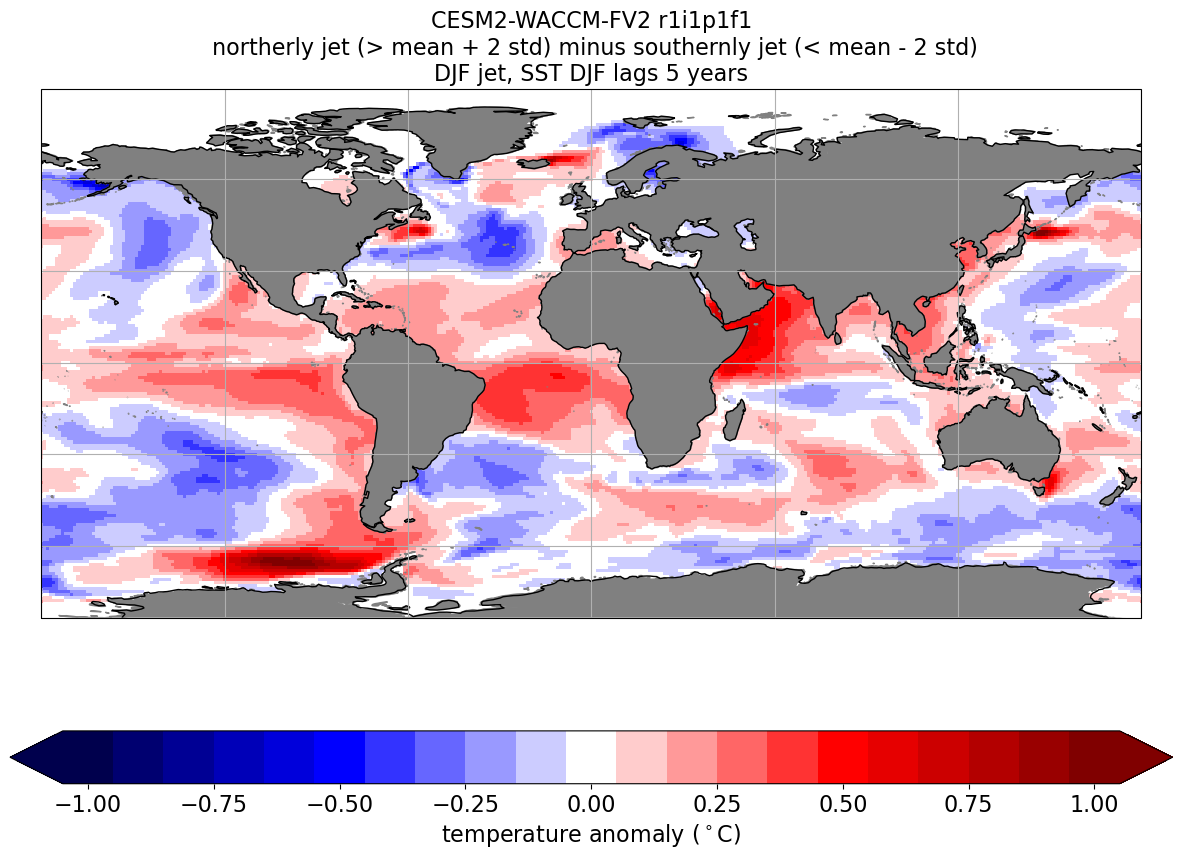 CESM2-WACCM-FV2 r1i1p1f1
northerly jet (> mean + 2 std) minus southernly jet (< mean - 2 std)
DJF jet, SST DJF lags 5 years
−1.00 −0.75 −0.50 −0.25 0.00 0.25 0.50 0.75 1.00
temperature anomaly (°C)